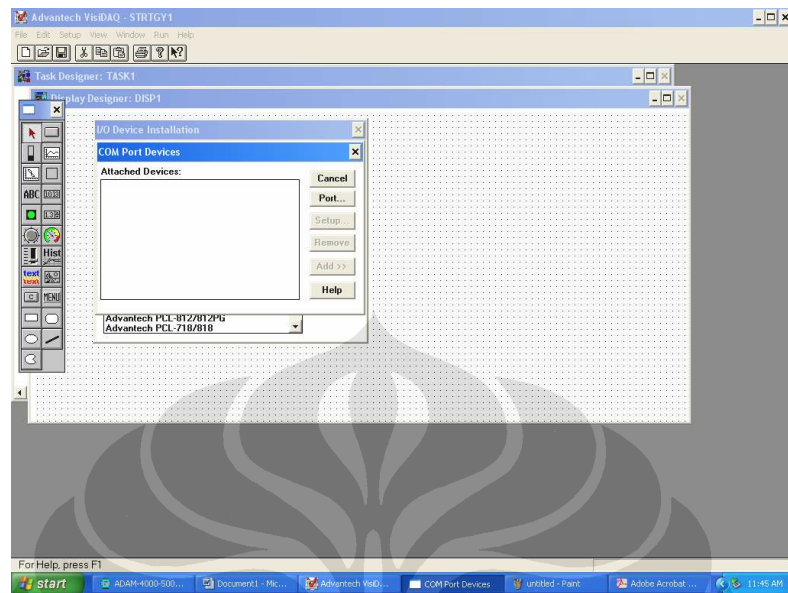 Advantech VisiDAQ - STRTGY1
File Edit Setup View Window Run Help
Task Designer: TASK1
Display Designer: DISP1
I/O Device Installation
COM Port Devices
Attached Devices:
Cancel
Port...
Setup...
Remove
Add >>
Help
ABC
Hist
text
text
C MENU
Advantech PCL-812/812PG
Advantech PCL-718/818
For Help, press F1
start
ADAM-4000-500...
Document1 - Mic...
Advantech VisiD...
COM Port Devices
untitled - Paint
Adobe Acrobat ...
11:45 AM